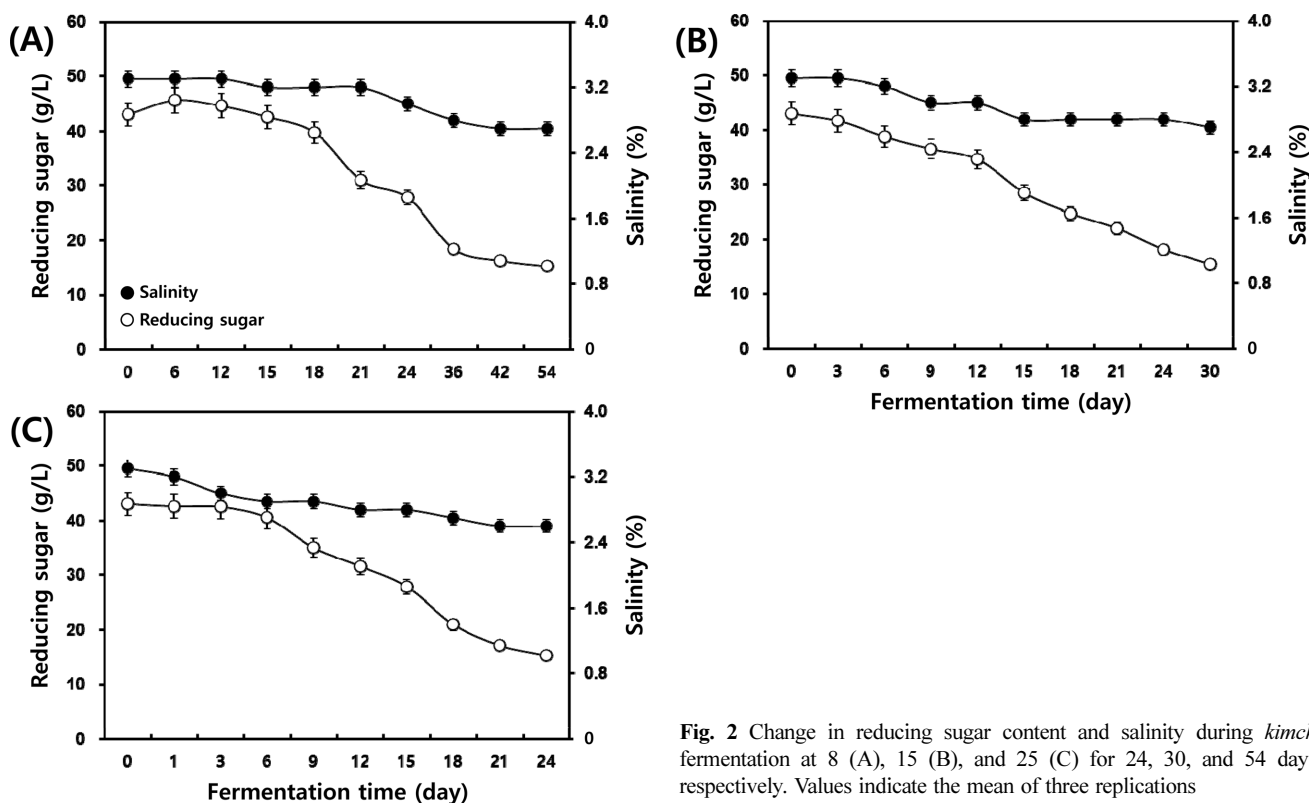 (A)
60
50
40
30
20
10
0
Reducing sugar (g/L)
4.0
3.2
2.4
1.6
0.8
0
Salinity (%)
Salinity
Reducing sugar
0 6 12 15 18 21 24 36 42 54
(B)
60
50
40
30
20
10
0
Reducing sugar (g/L)
4.0
3.2
2.4
1.6
0.8
0
Salinity (%)
0 3 6 9 12 15 18 21 24 30
Fermentation time (day)
(C)
60
50
40
30
20
10
0
Reducing sugar (g/L)
4.0
3.2
2.4
1.6
0.8
0
Salinity (%)
0 1 3 6 9 12 15 18 21 24
Fermentation time (day)
Fig. 2 Change in reducing sugar content and salinity during kimch
fermentation at 8 (A), 15 (B), and 25 (C) for 24, 30, and 54 day
respectively. Values indicate the mean of three replications